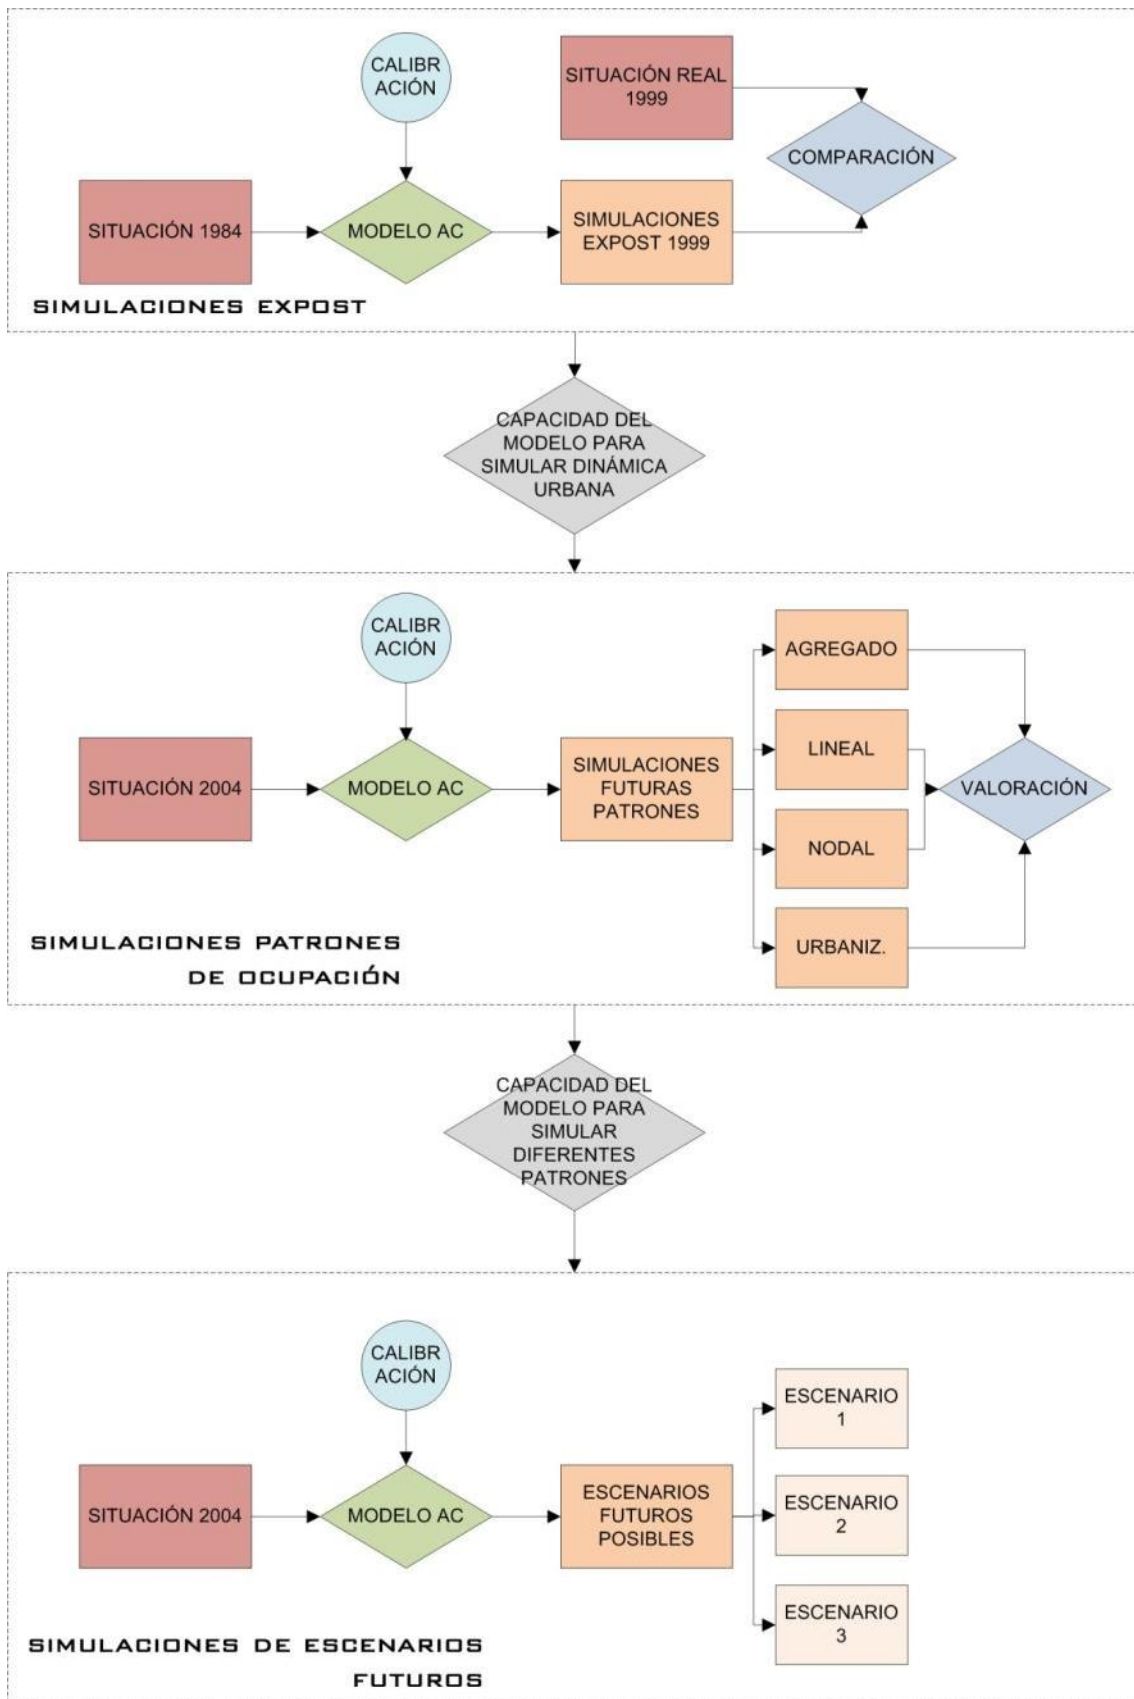 CALIBR
ACIÓN
SITUACIÓN REAL
1999
COMPARACIÓN
SITUACIÓN 1984
MODELO AC
SIMULACIONES
EXPOST 1999
SIMULACIONES EXPOST
CAPACIDAD DEL
MODELO PARA
SIMULAR DINÁMICA
URBANA
CALIBR
ACIÓN
SITUACIÓN 2004
MODELO AC
SIMULACIONES
FUTURAS
PATRONES
AGREGADO
LINEAL
NODAL
URBANIZ.
VALORACIÓN
SIMULACIONES PATRONES
DE OCUPACIÓN
CAPACIDAD DEL
MODELO PARA
SIMULAR
DIFERENTES
PATRONES
CALIBR
ACIÓN
SITUACIÓN 2004
MODELO AC
ESCENARIOS
FUTUROS
POSIBLES
ESCENARIO
1
ESCENARIO
2
ESCENARIO
3
SIMULACIONES DE ESCENARIOS
FUTUROS